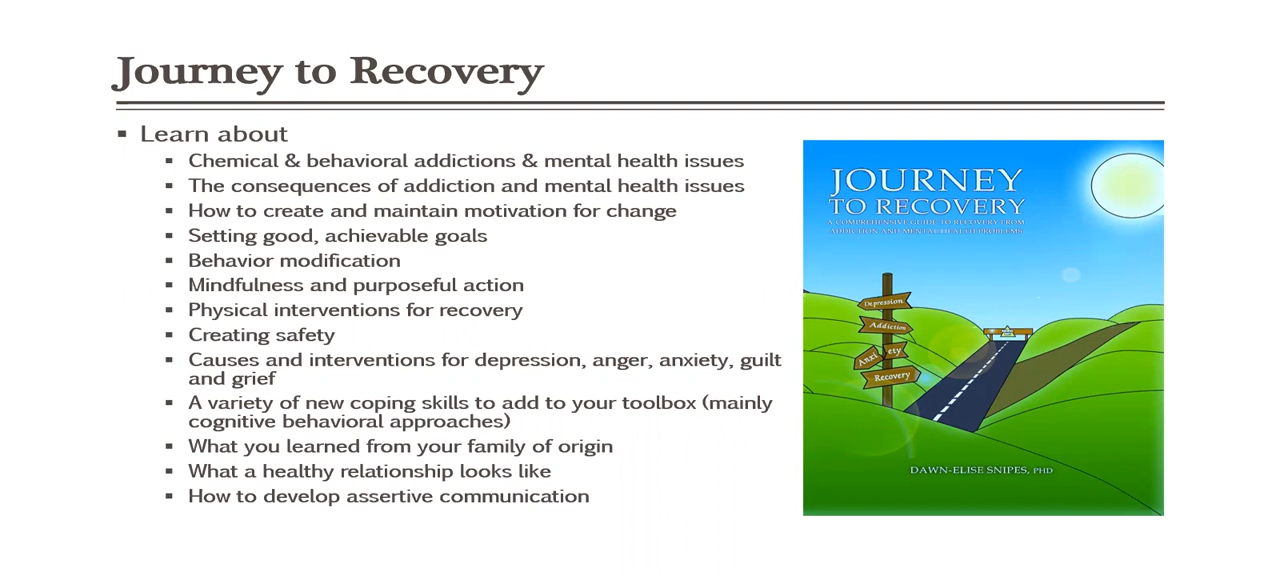 Journey to Recovery
▪ Learn about
▪ Chemical & behavioral addictions & mental health issues
▪ The consequences of addiction and mental health issues
▪ How to create and maintain motivation for change
▪ Setting good, achievable goals
▪ Behavior modification
▪ Mindfulness and purposeful action
▪ Physical interventions for recovery
▪ Creating safety
▪ Causes and interventions for depression, anger, anxiety, guilt
and grief
▪ A variety of new coping skills to add to your toolbox (mainly
cognitive behavioral approaches)
▪ What you learned from your family of origin
▪ What a healthy relationship looks like
▪ How to develop assertive communication
JOURNEY
TO RECOVERY
A COMPREHENSIVE GUIDE TO RECOVERY FROM
ADDICTION AND MENTAL HEALTH PROBLEMS
Depression
Addiction
Anxi ety
Recovery
DAWN-ELISE SNIPES, PHD